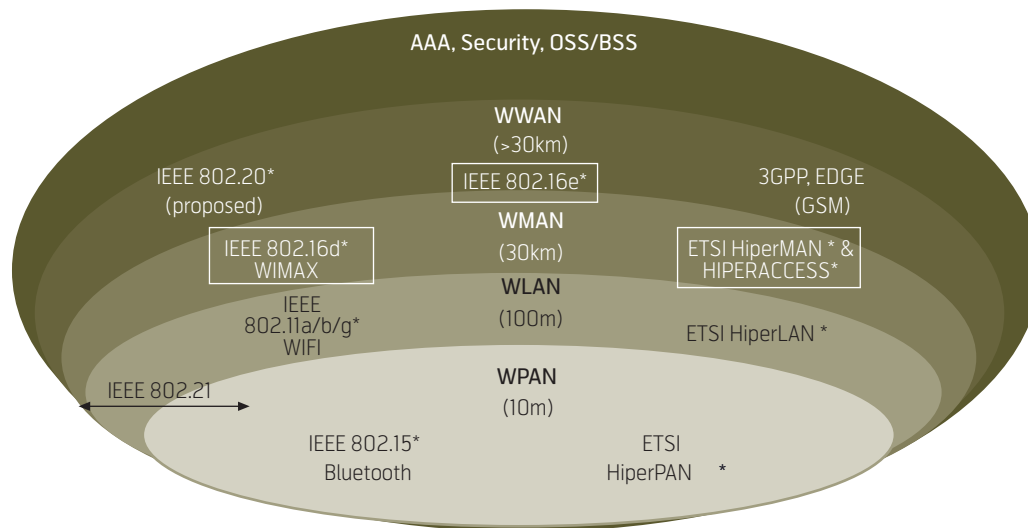 AAA, Security, OSS/BSS
WWAN
(>30km)
IEEE 802.20*
(proposed)
IEEE 802.16e*
3GPP, EDGE
(GSM)
WMAN
(30km)
IEEE 802.16d*
WIMAX
ETSI HiperMAN * &
HIPERACCESS*
WLAN
(100m)
IEEE
802.11a/b/g*
WIFI
ETSI HiperLAN *
WPAN
(10m)
IEEE 802.21
IEEE 802.15*
Bluetooth
ETSI
HiperPAN *